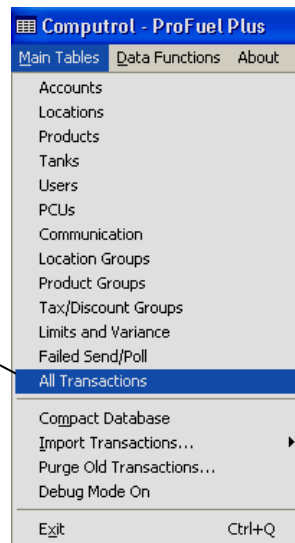 Computrol - ProFuel Plus
Main Tables Data Functions About
Accounts
Locations
Products
Tanks
Users
PCUs
Communication
Location Groups
Product Groups
Tax/Discount Groups
Limits and Variance
Failed Send/Poll
All Transactions
Compact Database
Import Transactions...
Purge Old Transactions...
Debug Mode On
Exit Ctrl+Q